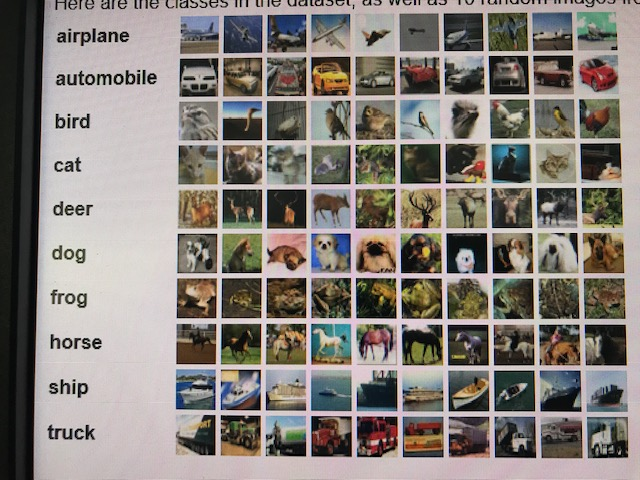 Here are the classes in the dataset, as well as 10 random images
airplane
automobile
bird
cat
deer
dog
frog
horse
ship
truck